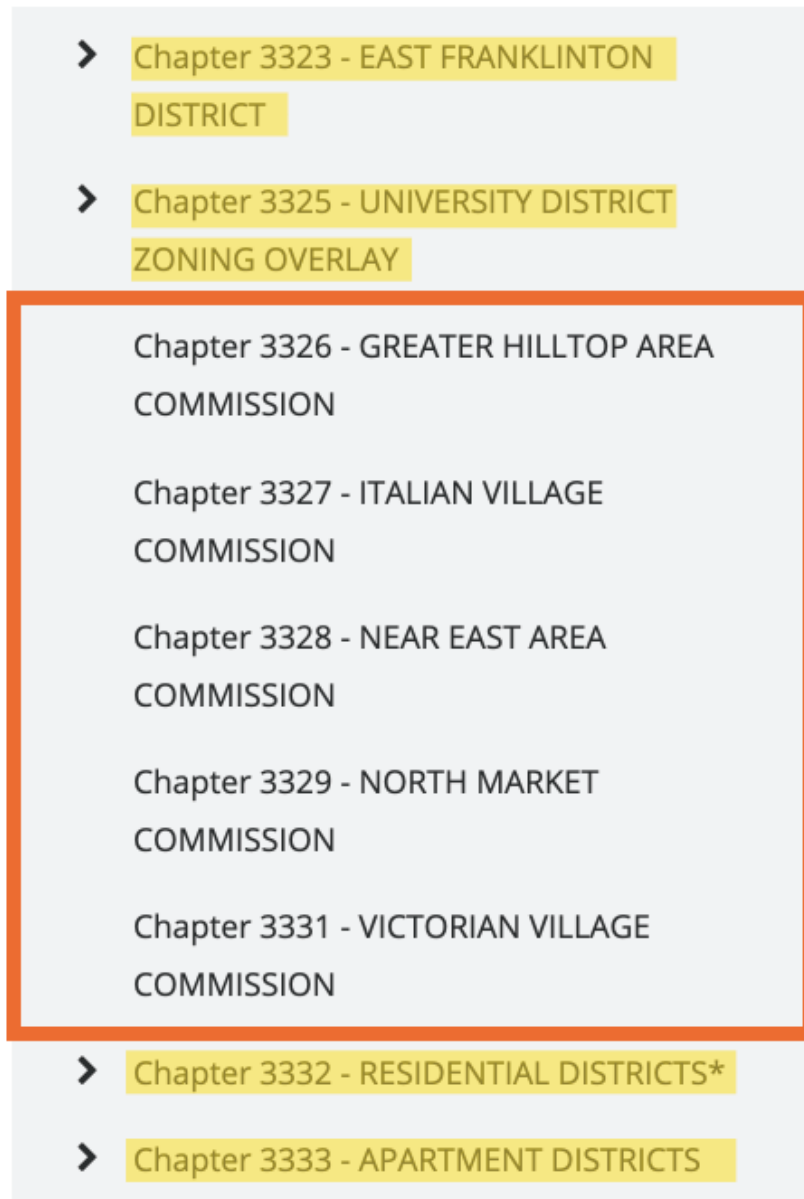 Chapter 3323 - EAST FRANKLINTON
DISTRICT
Chapter 3325 - UNIVERSITY DISTRICT
ZONING OVERLAY
Chapter 3326 - GREATER HILLTOP AREA
COMMISSION
Chapter 3327 - ITALIAN VILLAGE
COMMISSION
Chapter 3328 - NEAR EAST AREA
COMMISSION
Chapter 3329 - NORTH MARKET
COMMISSION
Chapter 3331 - VICTORIAN VILLAGE
COMMISSION
Chapter 3332 - RESIDENTIAL DISTRICTS*
Chapter 3333 - APARTMENT DISTRICTS